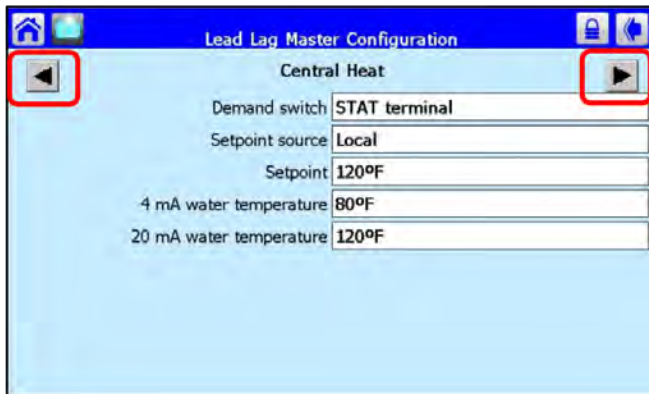 Lead Lag Master Configuration
Central Heat
Demand switch STAT terminal
Setpoint source Local
Setpoint 120ºF
4 mA water temperature 80ºF
20 mA water temperature 120ºF